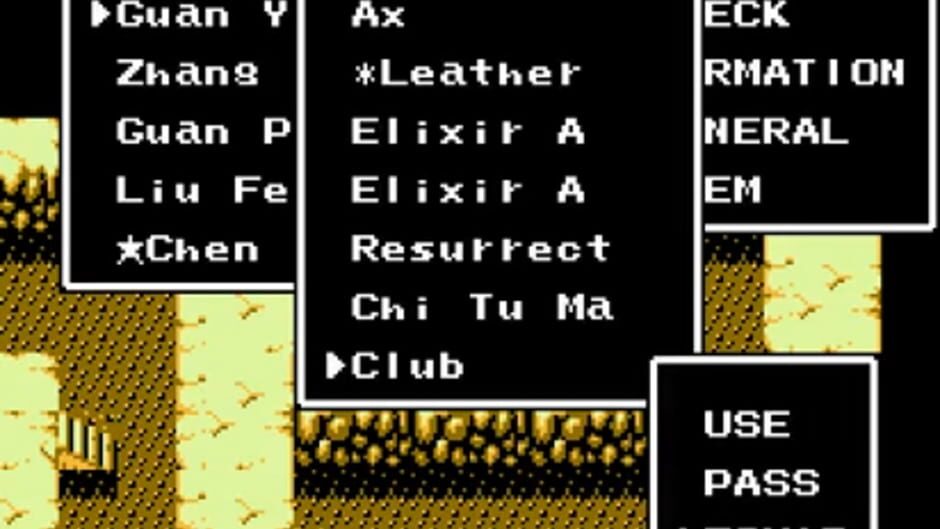 ▶Guan Y
Zhang
Guan P
Liu Fe
★Chen
Ax
*Leather
Elixir A
Elixir A
Resurrect
Chi Tu Ma
▶Club
ECK
RMATION
NERAL
EM
USE
PASS